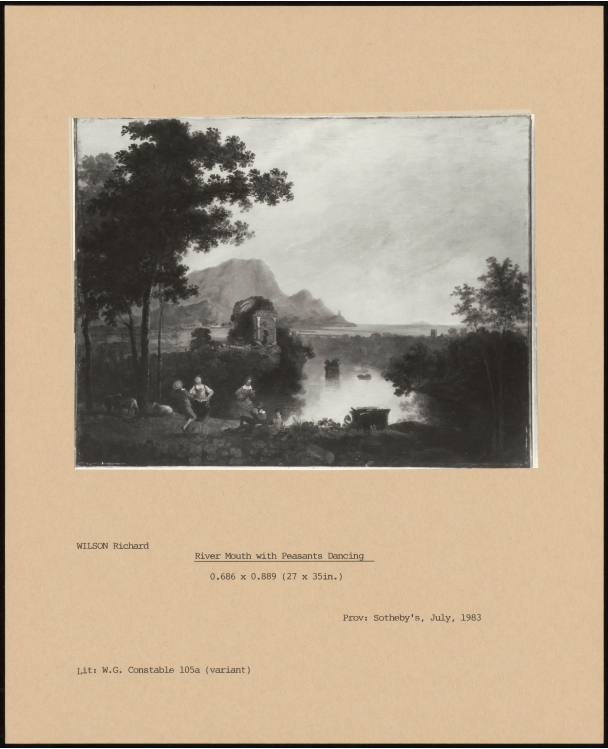 WILSON Richard
River Mouth with Peasants Dancing
0.686 x 0.889 (27 x 35in.)
Prov: Sotheby's, July, 1983
Lit: W.G. Constable 105a (variant)